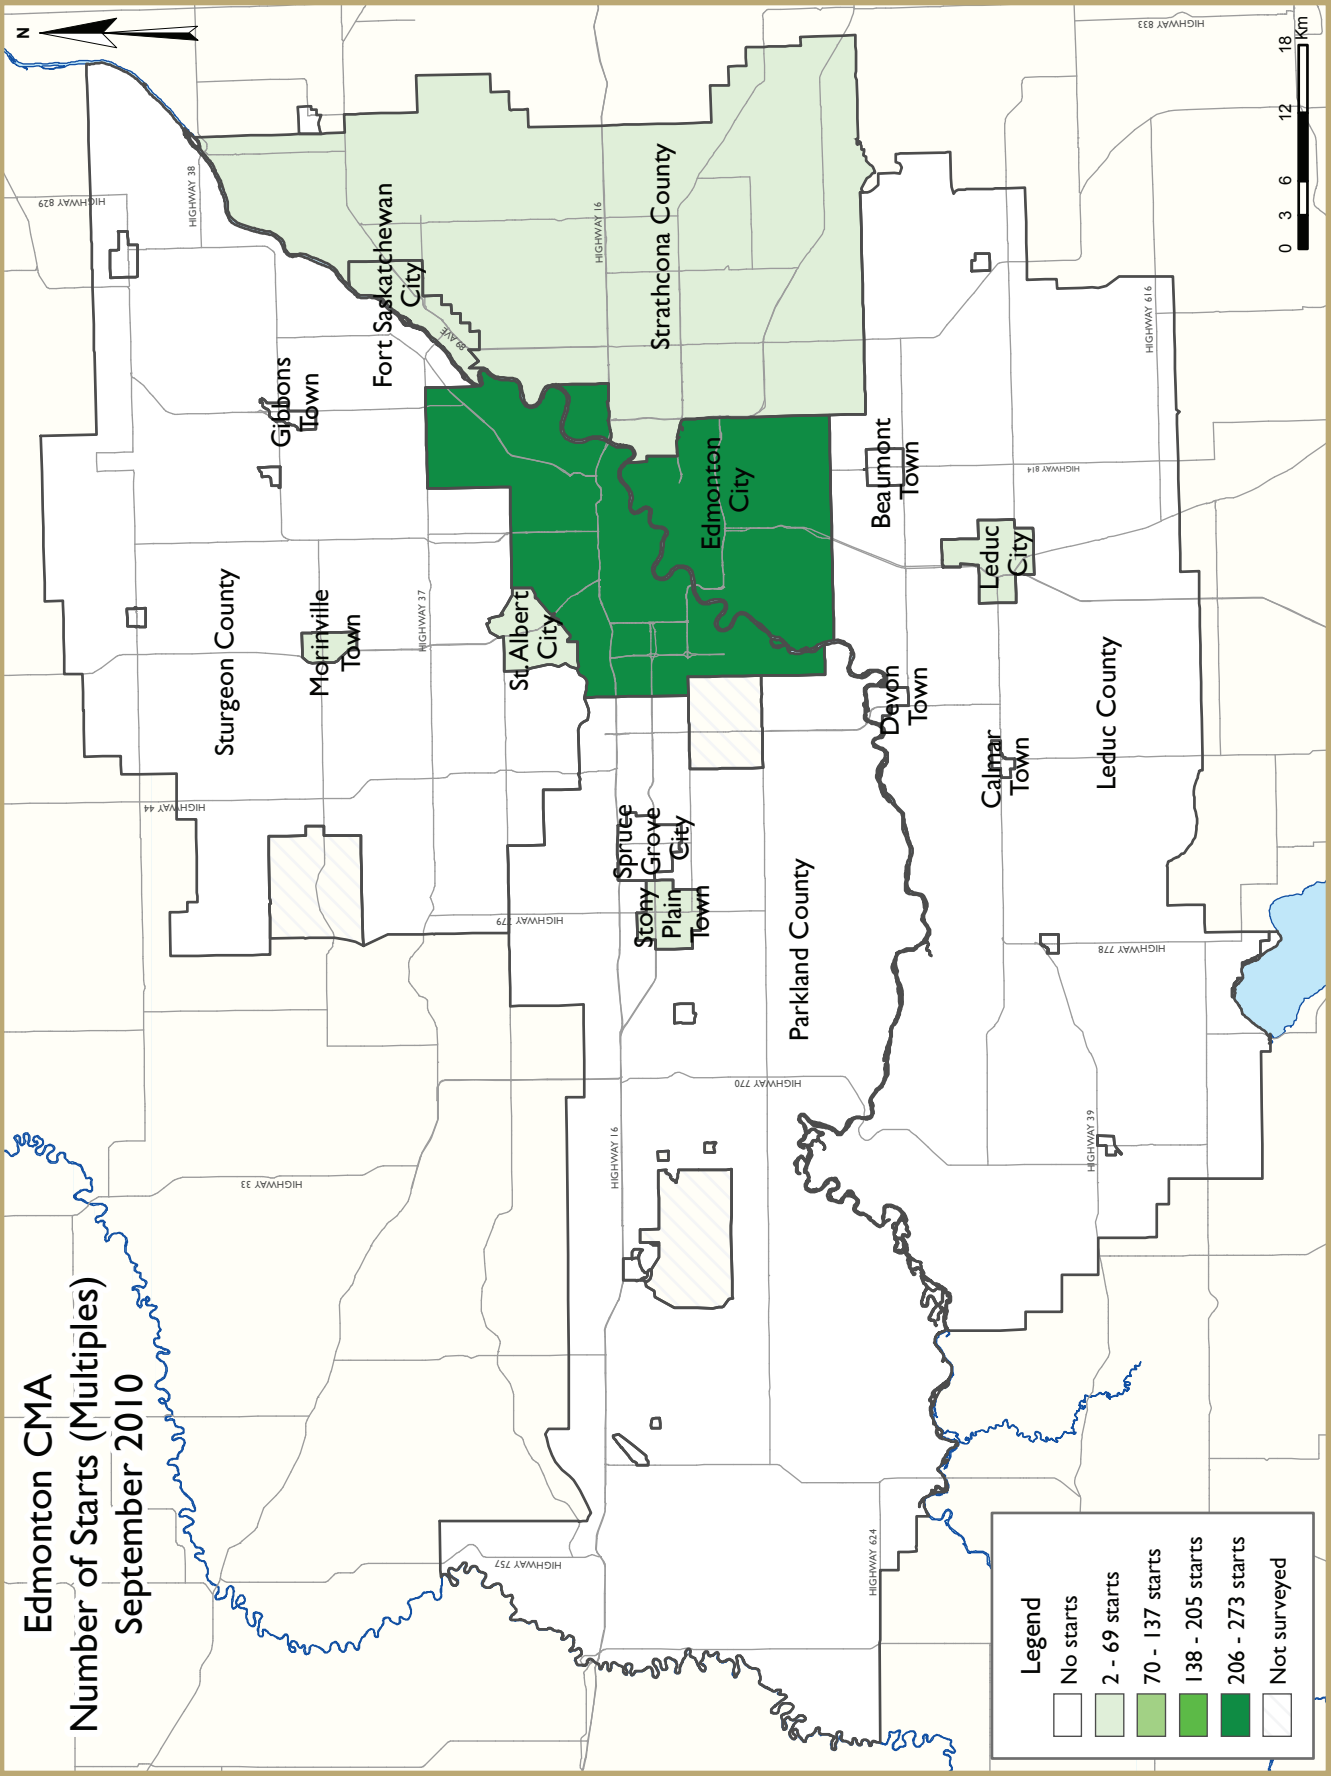 Edmonton CMA
Number of Starts (Multiples)
September 2010
N
HIGHWAY 829
HIGHWAY 38
HIGHWAY 833
HIGHWAY 44
Sturgeon County
Gibbons
Town
Morinville
Town
Fort Saskatchewan
City
89 AVE
HIGHWAY 37
HIGHWAY 33
HIGHWAY 779
St. Albert
City
HIGHWAY 757
HIGHWAY 16
HIGHWAY 16
Spruce
Grove
City
Stony
Plain
Town
Strathcona County
Edmonton
City
HIGHWAY 770
Parkland County
HIGHWAY 624
Beaumont
Town
Devon
Town
Leduc
City
Calmar
Town
HIGHWAY 814
HIGHWAY 39
Leduc County
HIGHWAY 778
HIGHWAY 616
Legend
No starts
2 - 69 starts
70 - 137 starts
138 - 205 starts
206 - 273 starts
Not surveyed
0 3 6 12 18
Km